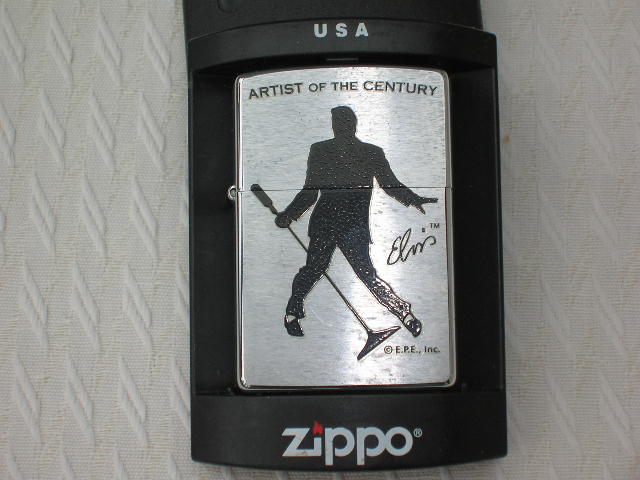 USA
ARTIST OF THE CENTURY
Elvis™
© E.P.E., Inc.
zippo®